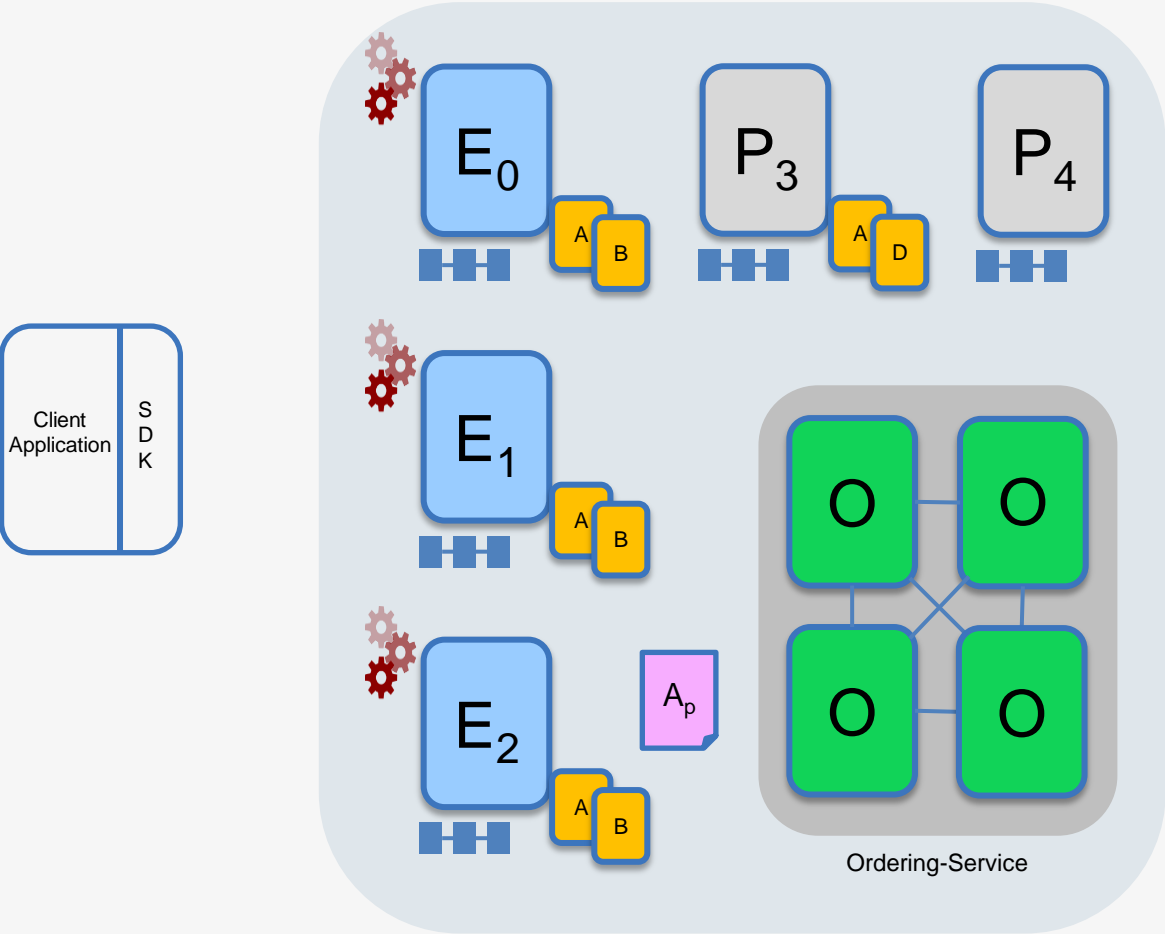 E0
A
B
P3
A
D
P4
Client
Application
S
D
K
E1
A
B
O
O
E2
A
B
Ap
O
O
Ordering-Service